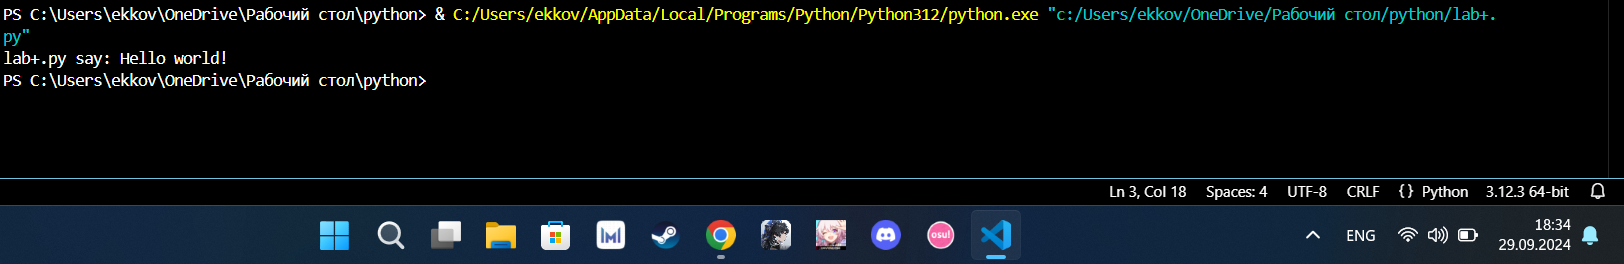 PS C:\Users\ekkov\OneDrive\Рабочий стол\python> & C:/Users/ekkov/AppData/Local/Programs/Python/Python312/python.exe "c:/Users/ekkov/OneDrive/Рабочий стол/python/lab+.
py"
lab+.py say: Hello world!
PS C:\Users\ekkov\OneDrive\Рабочий стол\python>
Ln 3, Col 18 Spaces: 4 UTF-8 CRLF {} Python 3.12.3 64-bit
osu! ENG 18:34
29.09.2024